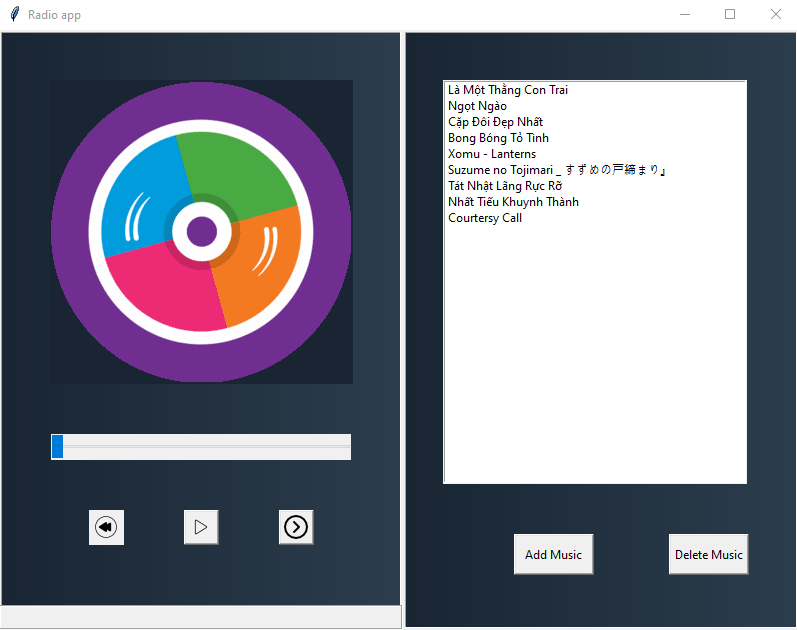 Radio app
Là Một Thằng Con Trai
Ngọt Ngào
Cặp Đôi Đẹp Nhất
Bong Bóng Tỏ Tình
Xomu - Lanterns
Suzume no Tojimari _ すずめの戸締まり』
Tát Nhật Lãng Rực Rỡ
Nhất Tiếu Khuynh Thành
Courtersy Call
Add Music
Delete Music